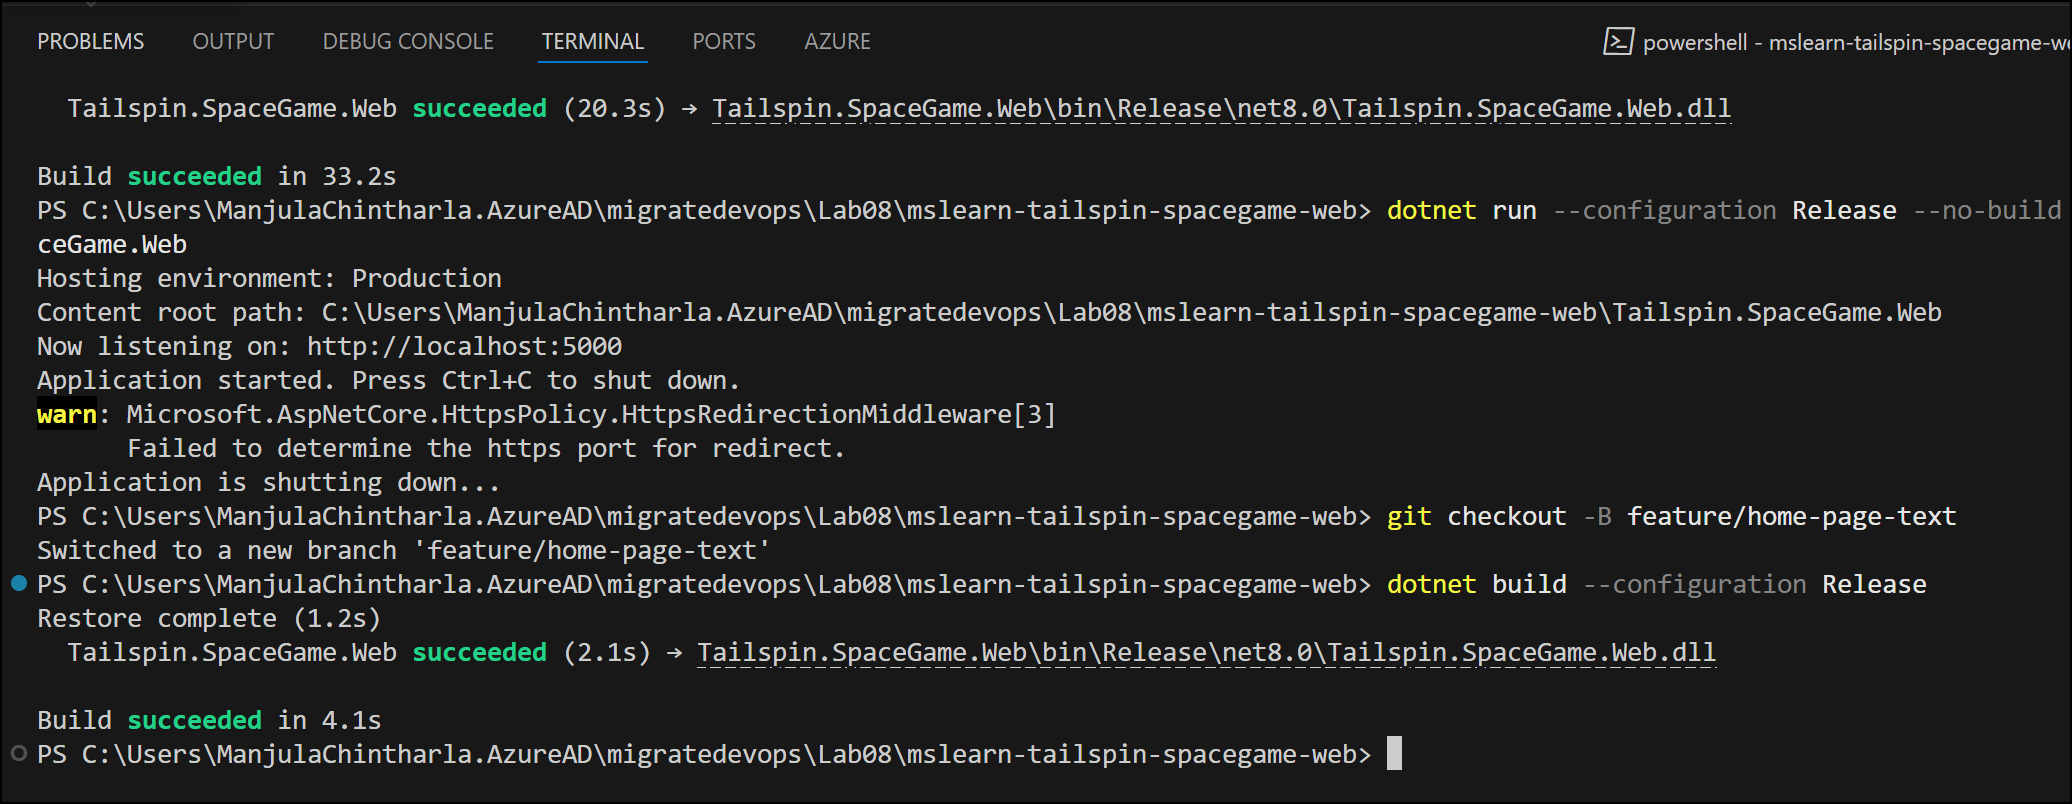 PROBLEMS OUTPUT DEBUG CONSOLE TERMINAL PORTS AZURE powershell - mslearn-tailspin-spacegame-we
Tailspin.SpaceGame.Web succeeded (20.3s) → Tailspin.SpaceGame.Web\bin\Release\net8.0\Tailspin.SpaceGame.Web.dll
Build succeeded in 33.2s
PS C:\Users\ManjulaChintharla.AzureAD\migratedevops\Lab08\mslearn-tailspin-spacegame-web> dotnet run --configuration Release --no-build
ceGame.Web
Hosting environment: Production
Content root path: C:\Users\ManjulaChintharla.AzureAD\migratedevops\Lab08\mslearn-tailspin-spacegame-web\Tailspin.SpaceGame.Web
Now listening on: http://localhost:5000
Application started. Press Ctrl+C to shut down.
warn: Microsoft.AspNetCore.HttpsPolicy.HttpsRedirectionMiddleware[3]
Failed to determine the https port for redirect.
Application is shutting down...
PS C:\Users\ManjulaChintharla.AzureAD\migratedevops\Lab08\mslearn-tailspin-spacegame-web> git checkout -B feature/home-page-text
Switched to a new branch 'feature/home-page-text'
PS C:\Users\ManjulaChintharla.AzureAD\migratedevops\Lab08\mslearn-tailspin-spacegame-web> dotnet build --configuration Release
Restore complete (1.2s)
Tailspin.SpaceGame.Web succeeded (2.1s) → Tailspin.SpaceGame.Web\bin\Release\net8.0\Tailspin.SpaceGame.Web.dll
Build succeeded in 4.1s
PS C:\Users\ManjulaChintharla.AzureAD\migratedevops\Lab08\mslearn-tailspin-spacegame-web>